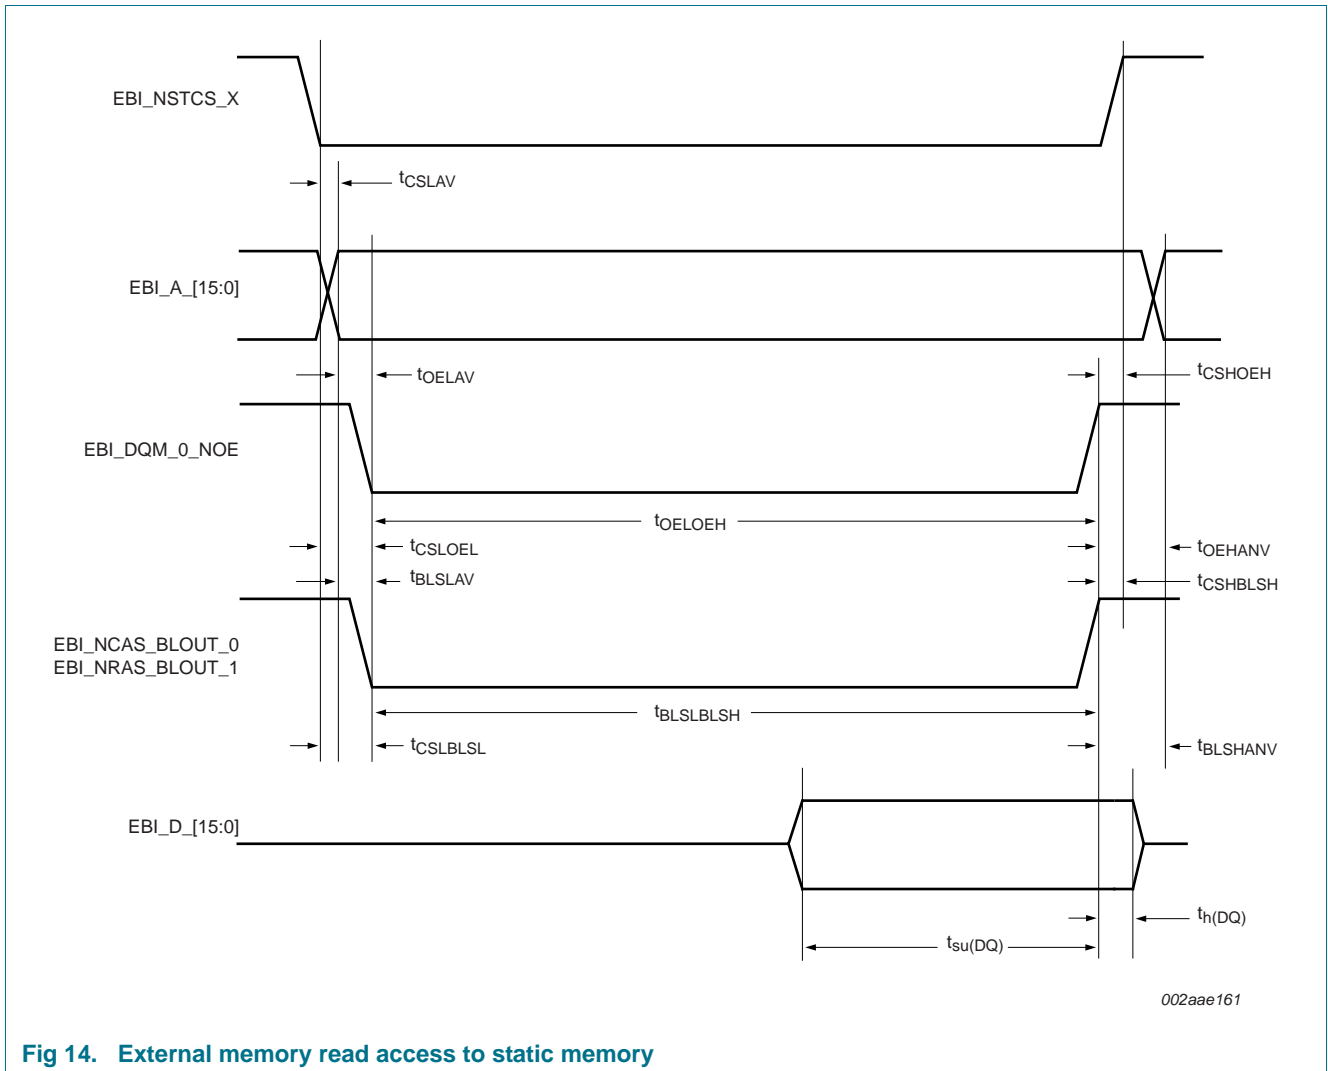 EBI_NSTCS_X
tCSLAV
EBI_A_[15:0]
tOELAV
tCSHOEH
EBI_DQM_0_NOE
tOELOEH
tCSLOEL
tOEHANV
tBLSLAV
tCSHBLSH
EBI_NCAS_BLOUT_0
EBI_NRAS_BLOUT_1
tBLSLBLSH
tCSLBLSL
tBLSHANV
EBI_D_[15:0]
th(DQ)
tsu(DQ)
002aae161
Fig 14. External memory read access to static memory